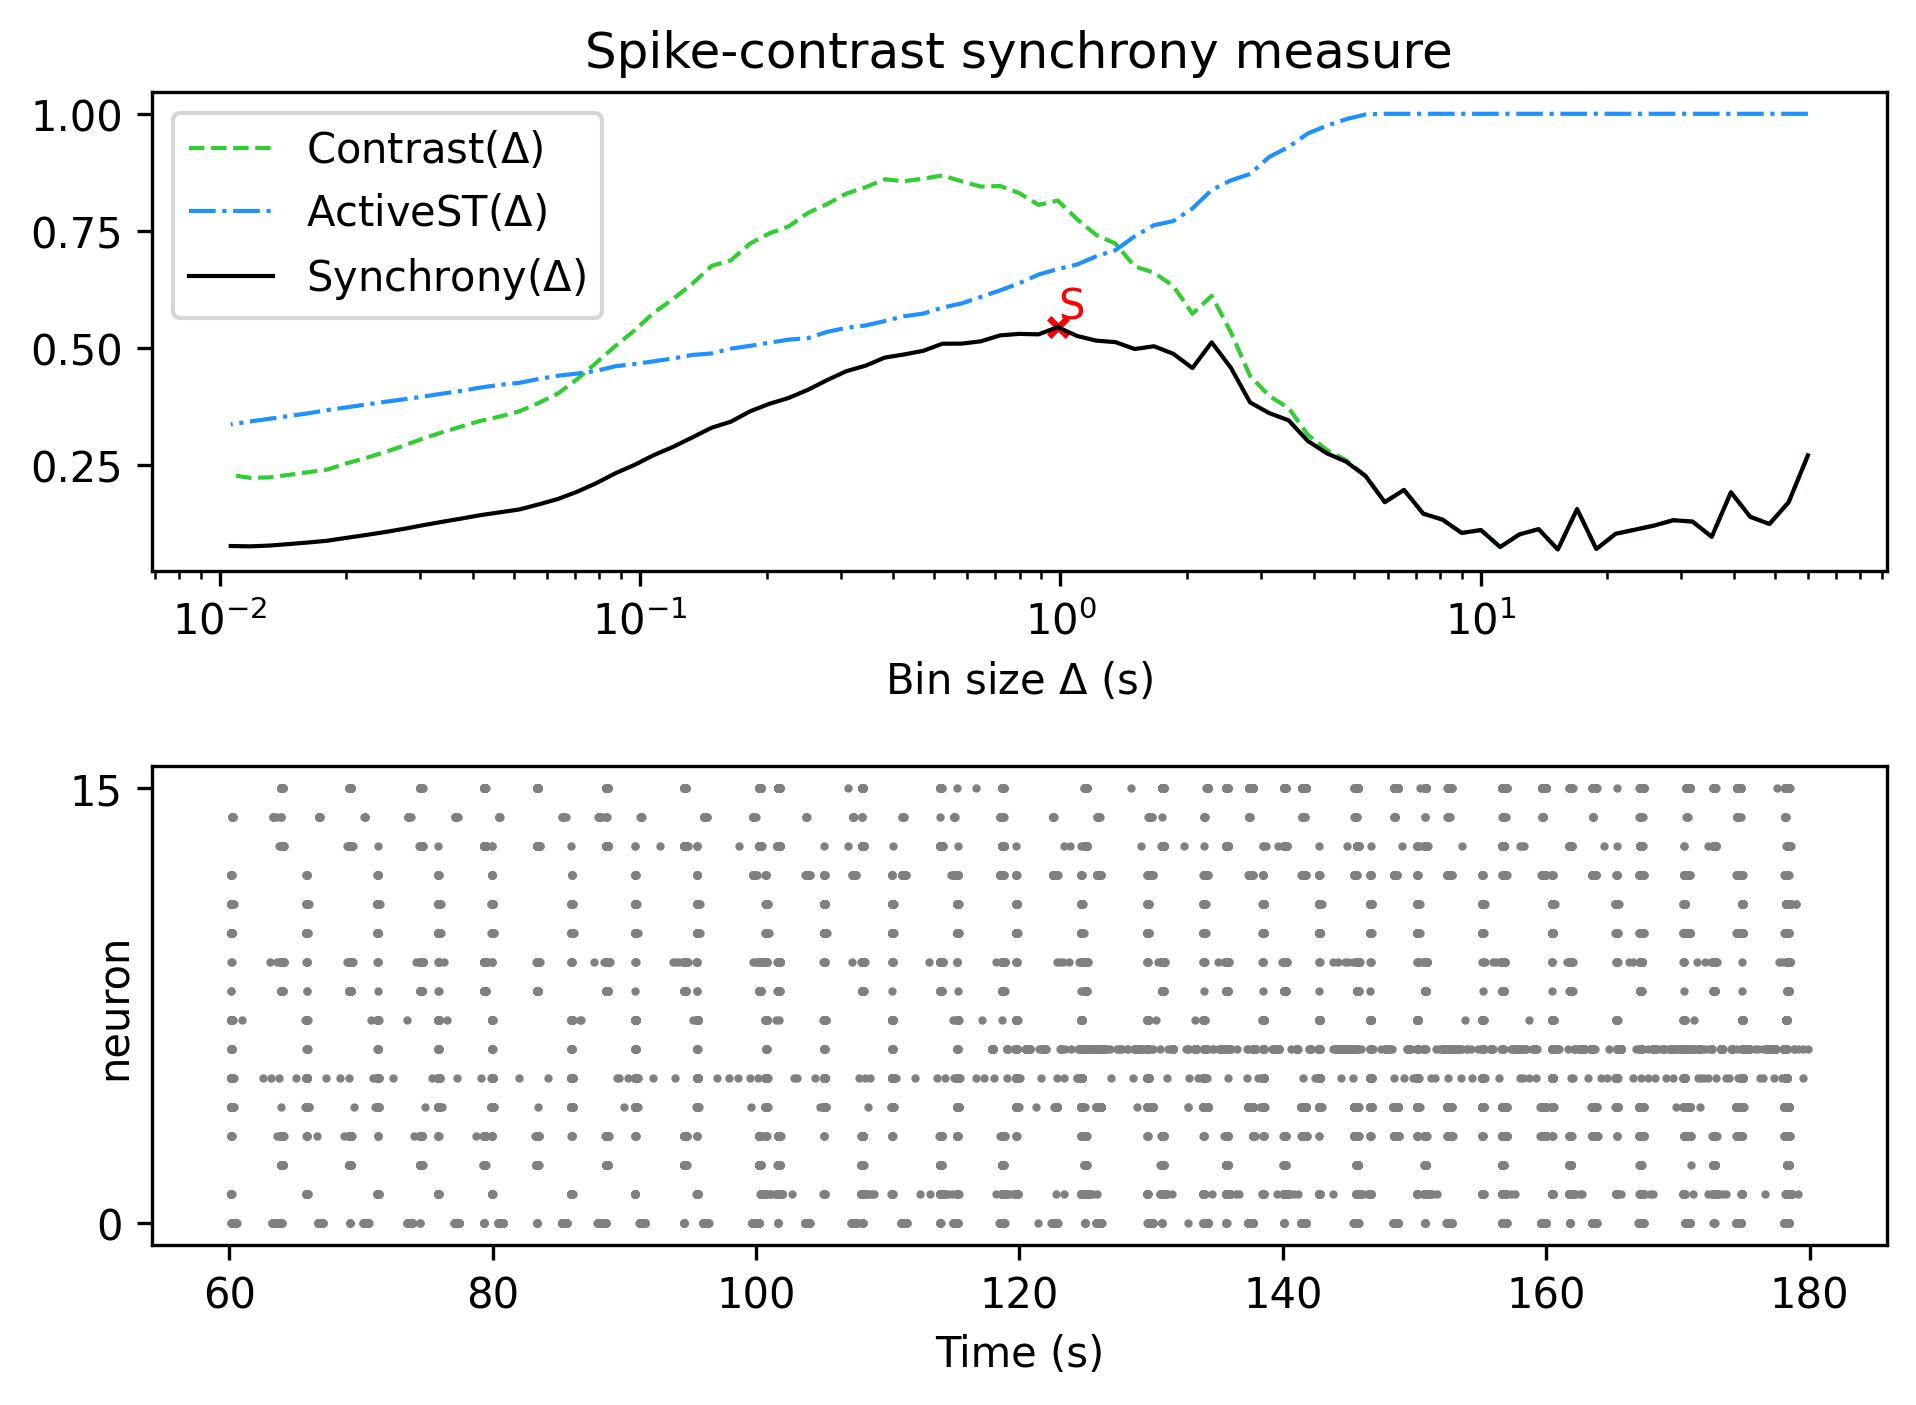 Spike-contrast synchrony measure
1.00
0.75
0.50
0.25
Contrast(Δ)
ActiveST(Δ)
Synchrony(Δ)
S
10⁻² 10⁻¹ 10⁰ 10¹
Bin size Δ (s)
15
0
neuron
60 80 100 120 140 160 180
Time (s)